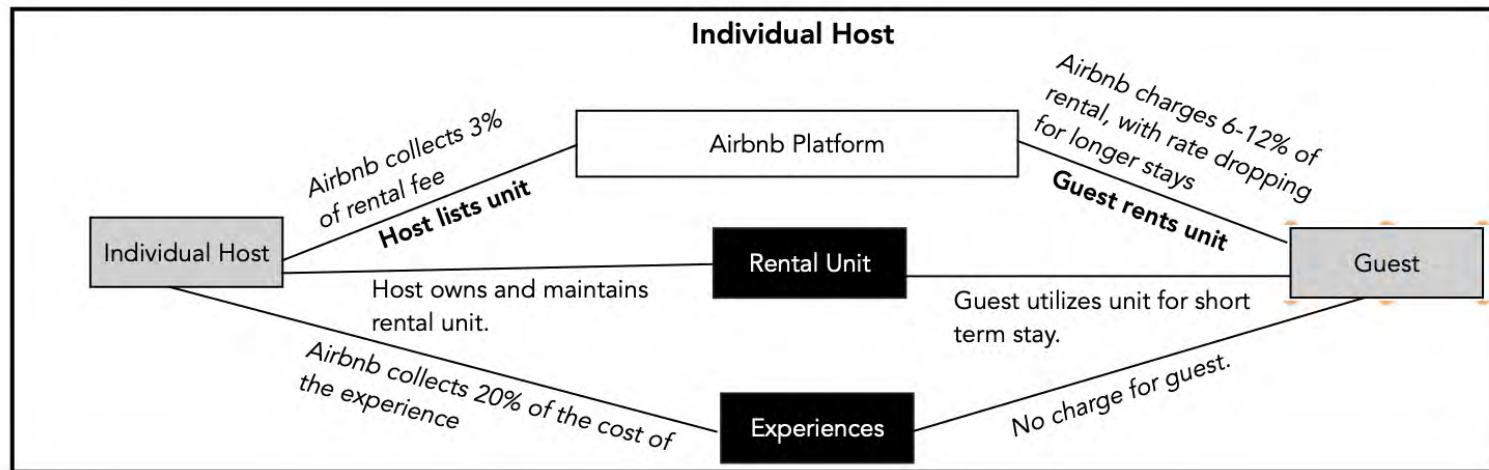 Individual Host
Airbnb collects 3%
of rental fee
Host lists unit
Airbnb Platform
Airbnb charges 6-12% of
rental, with rate dropping
for longer stays
Guest rents unit
Individual Host
Rental Unit
Guest
Host owns and maintains
rental unit.
Guest utilizes unit for short
term stay.
Airbnb collects 20% of the cost of
the experience
Experiences
No charge for guest.